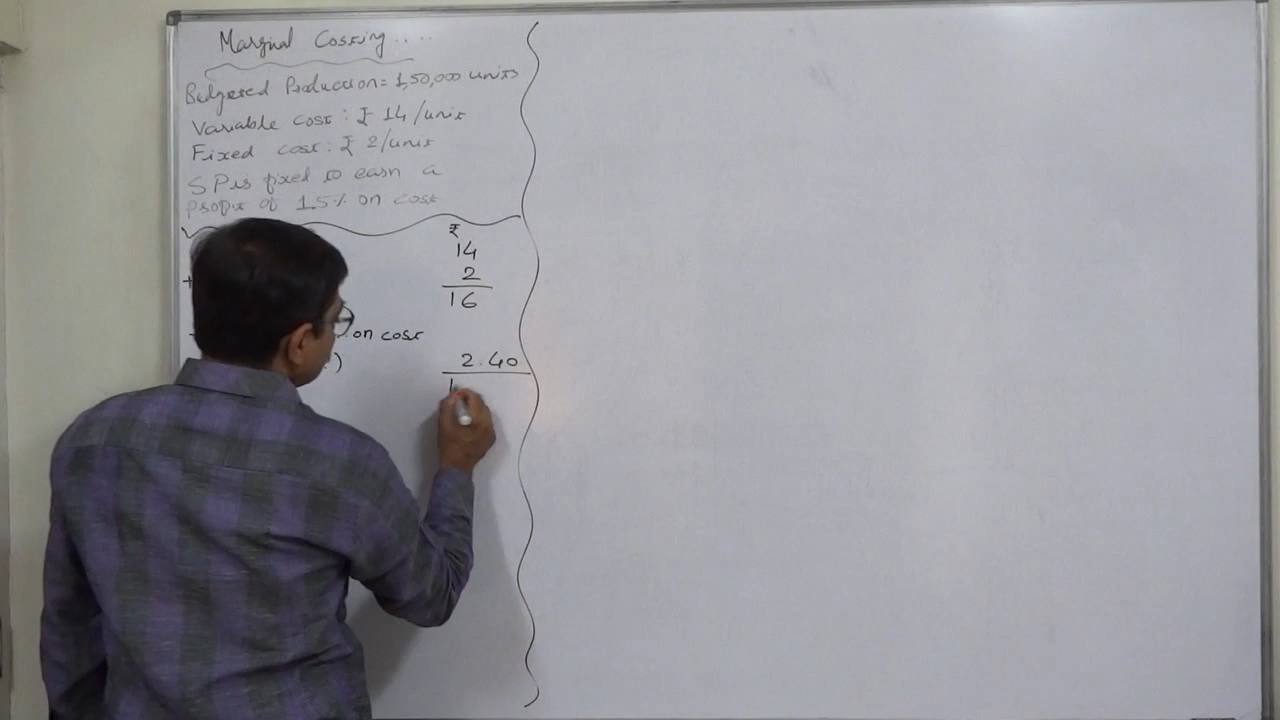 Marginal Costing....
Budgeted Production = 1,50,000 units
Variable cost : ₹ 14/unit
Fixed cost : ₹ 2/unit
SP is fixed to earn a
profit of 15% on cost
₹
14
+ 2
16
+ on cost
) 2.40
1